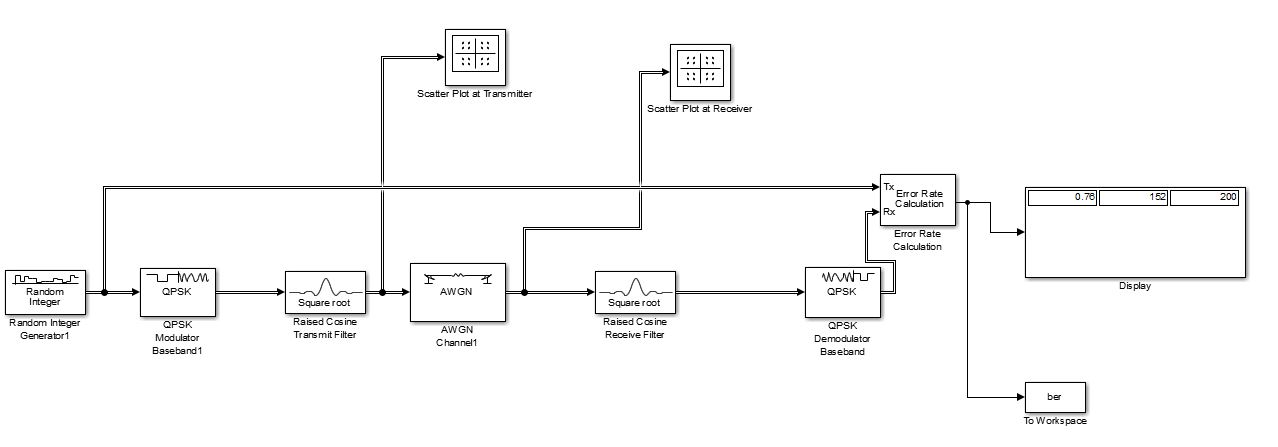 Scatter Plot at Transmitter
Scatter Plot at Receiver
Tx
Error Rate
Calculation
Rx
Error Rate
Calculation
0.76
152
200
Display
Random
Integer
Random Integer
Generator1
QPSK
QPSK
Modulator
Baseband1
Square root
Raised Cosine
Transmit Filter
AWGN
AWGN
Channel1
Square root
Raised Cosine
Receive Filter
QPSK
QPSK
Demodulator
Baseband
ber
To Workspace